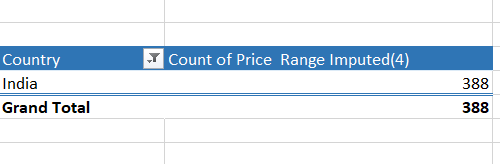 Country Count of Price  Range Imputed(4)
India 388
Grand Total 388